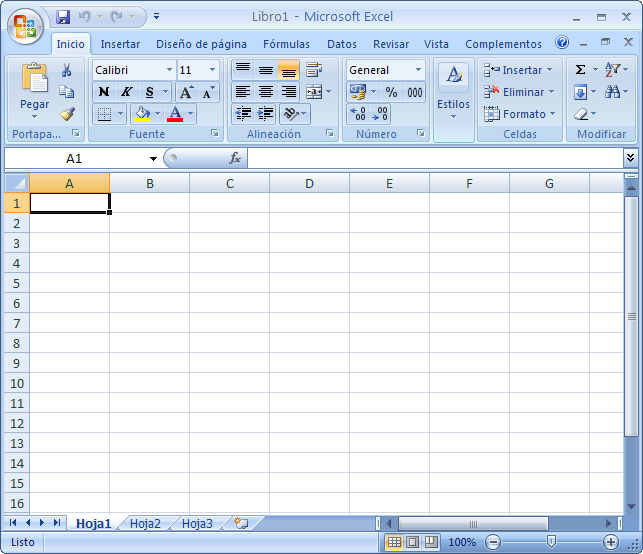 Libro1 - Microsoft Excel
Inicio Insertar Diseño de página Fórmulas Datos Revisar Vista Complementos
Calibri 11 General Insertar Σ
Pegar N K S A A % 000 Estilos Eliminar
A Formato
Portapa... Fuente Alineación Número Celdas Modificar
A1 fx
A B C D E F G
1
2
3
4
5
6
7
8
9
10
11
12
13
14
15
16
Hoja1 Hoja2 Hoja3
Listo 100%